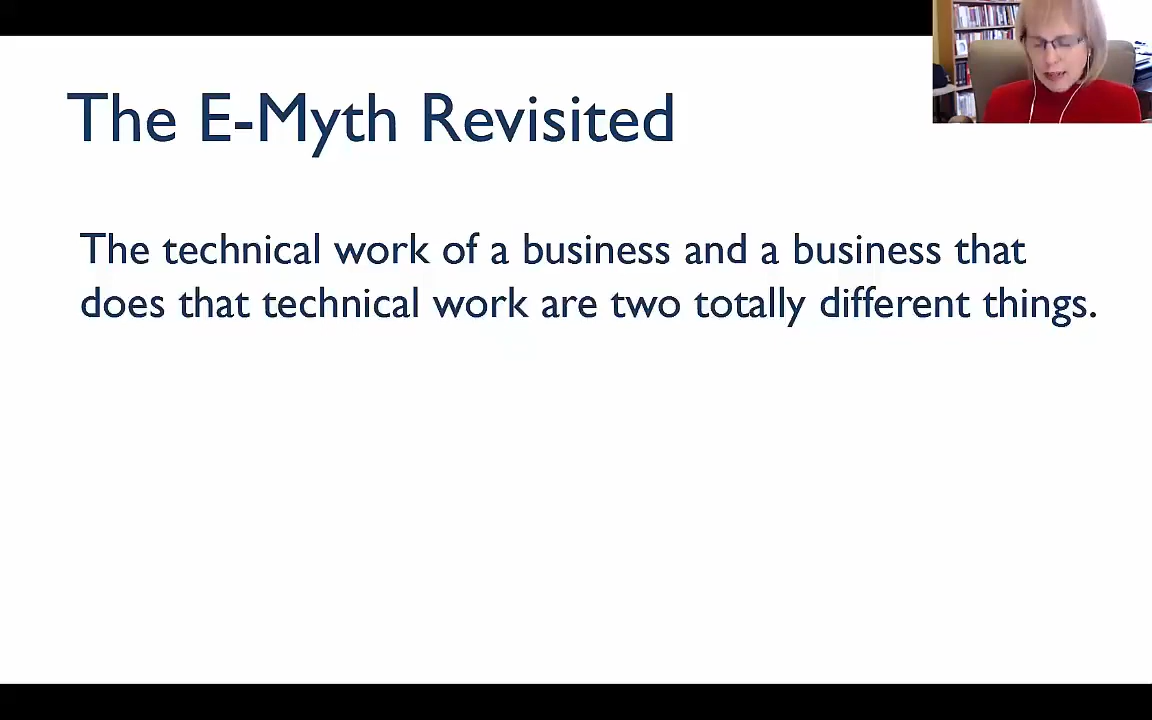 The E-Myth Revisited
The technical work of a business and a business that
does that technical work are two totally different things.